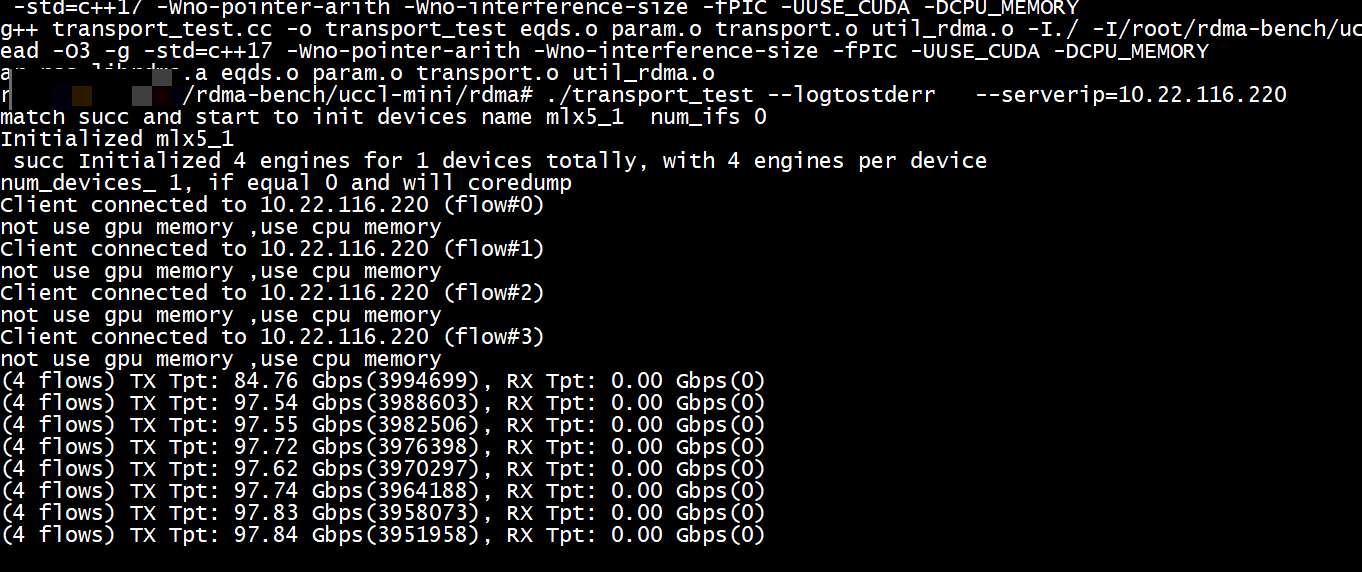 -std=c++17 -Wno-pointer-arith -Wno-interference-size -fPIC -UUSE_CUDA -DCPU_MEMORY
g++ transport_test.cc -o transport_test eqds.o param.o transport.o util_rdma.o -I./ -I/root/rdma-bench/uc
ead -O3 -g -std=c++17 -Wno-pointer-arith -Wno-interference-size -fPIC -UUSE_CUDA -DCPU_MEMORY
.a eqds.o param.o transport.o util_rdma.o
/rdma-bench/uccl-mini/rdma# ./transport_test --logtostderr   --serverip=10.22.116.220
match succ and start to init devices name mlx5_1  num_ifs 0
Initialized mlx5_1
 succ Initialized 4 engines for 1 devices totally, with 4 engines per device
num_devices_ 1, if equal 0 and will coredump
Client connected to 10.22.116.220 (flow#0)
not use gpu memory ,use cpu memory
Client connected to 10.22.116.220 (flow#1)
not use gpu memory ,use cpu memory
Client connected to 10.22.116.220 (flow#2)
not use gpu memory ,use cpu memory
Client connected to 10.22.116.220 (flow#3)
not use gpu memory ,use cpu memory
(4 flows) TX Tpt: 84.76 Gbps(3994699), RX Tpt: 0.00 Gbps(0)
(4 flows) TX Tpt: 97.54 Gbps(3988603), RX Tpt: 0.00 Gbps(0)
(4 flows) TX Tpt: 97.55 Gbps(3982506), RX Tpt: 0.00 Gbps(0)
(4 flows) TX Tpt: 97.72 Gbps(3976398), RX Tpt: 0.00 Gbps(0)
(4 flows) TX Tpt: 97.62 Gbps(3970297), RX Tpt: 0.00 Gbps(0)
(4 flows) TX Tpt: 97.74 Gbps(3964188), RX Tpt: 0.00 Gbps(0)
(4 flows) TX Tpt: 97.83 Gbps(3958073), RX Tpt: 0.00 Gbps(0)
(4 flows) TX Tpt: 97.84 Gbps(3951958), RX Tpt: 0.00 Gbps(0)